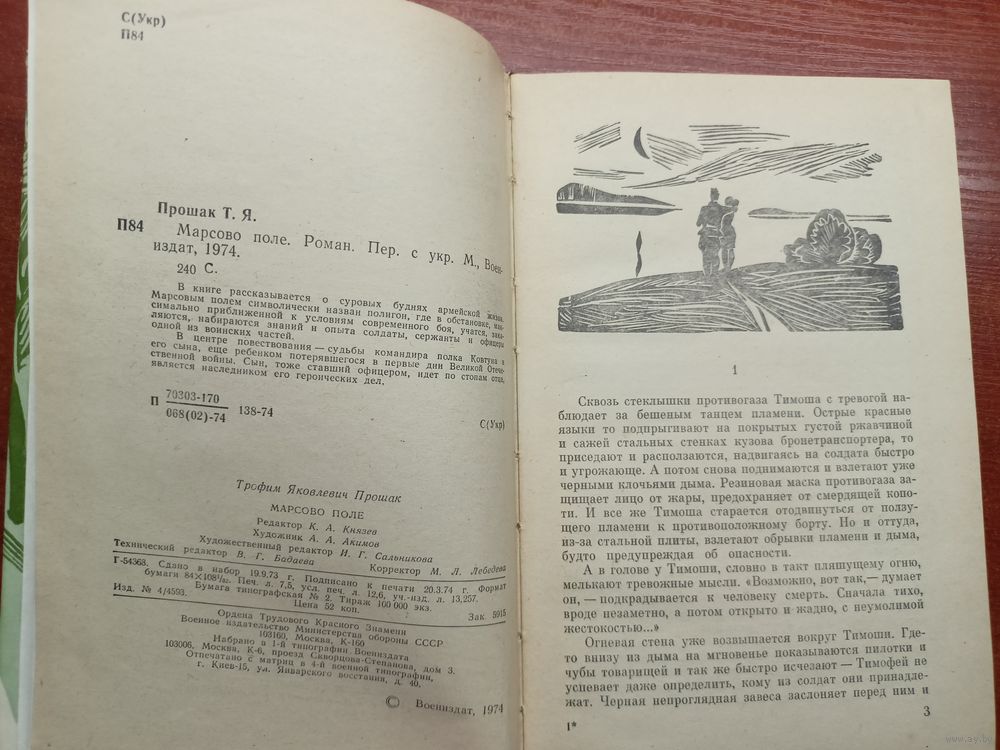 С(Укр)
П84
Прошак Т. Я.
П84
Марсово поле. Роман. Пер. с укр. М., Воен-
издат, 1974.
240 С.
В книге рассказывается о суровых буднях армейской жизни.
Марсовым полем символически назван полигон, где в обстановке, мак-
симально приближенной к условиям современного боя, учатся, зака-
ляются, набираются знаний и опыта солдаты, сержанты и офицеры
одной из воинских частей.
В центре повествования — судьбы командира полка Ковтуна и
его сына, еще ребенком потерявшегося в первые дни Великой Отече-
ственной войны. Сын, тоже ставший офицером, идет по стопам отца,
является наследником его героических дел.
П 70303-170
068(02)-74
138-74
С(Укр)
Трофим Яковлевич Прошак
МАРСОВО ПОЛЕ
Редактор К. А. Князев
Художник А. А. Акимов
Художественный редактор И. Г. Сальникова
Технический редактор В. Г. Бадаева Корректор М. Л. Лебедева
Г-54363. Сдано в набор 19.9.73 г. Подписано к печати 20.3.74 г. Формат
бумаги 84×108¹/₃₂. Печ. л. 7,5, усл. печ. л. 12,6, уч.-изд. л. 13,257.
Бумага типографская № 2. Тираж 100 000 экз.
Изд. № 4/4593. Цена 52 коп. Зак. 5915
Ордена Трудового Красного Знамени
Военное издательство Министерства обороны СССР
103160, Москва, К-160
Набрано в 1-й типографии Воениздата
103006, Москва, К-6, проезд Скворцова-Степанова, дом 3.
Отпечатано с матриц в 4-й военной типографии,
г. Киев-15, ул. Январского восстания, д. 40.
© Воениздат, 1974
1
Сквозь стеклышки противогаза Тимоша с тревогой на-
блюдает за бешеным танцем пламени. Острые красные
языки то подпрыгивают на покрытых густой ржавчиной
и сажей стальных стенках кузова бронетранспортера, то
приседают и расползаются, надвигаясь на солдата быстро
и угрожающе. А потом снова поднимаются и взлетают уже
черными клочьями дыма. Резиновая маска противогаза за-
щищает лицо от жары, предохраняет от смердящей копо-
ти. И все же Тимоша старается отодвинуться от ползу-
щего пламени к противоположному борту. Но и оттуда,
из-за стальной плиты, взлетают обрывки пламени и дыма,
будто предупреждая об опасности.
А в голове у Тимоши, словно в такт пляшущему огню,
мелькают тревожные мысли. «Возможно, вот так,— думает
он, — подкрадывается к человеку смерть. Сначала тихо,
вроде незаметно, а потом открыто и жадно, с неумолимой
жестокостью...»
Огневая стена уже возвышается вокруг Тимоши. Где-
то внизу из дыма на мгновенье показываются пилотки и
чубы товарищей и так же быстро исчезают — Тимофей не
успевает даже определить, кому из солдат они принадле-
жат. Черная непроглядная завеса заслоняет перед ним и
1*
3
www.ay.by